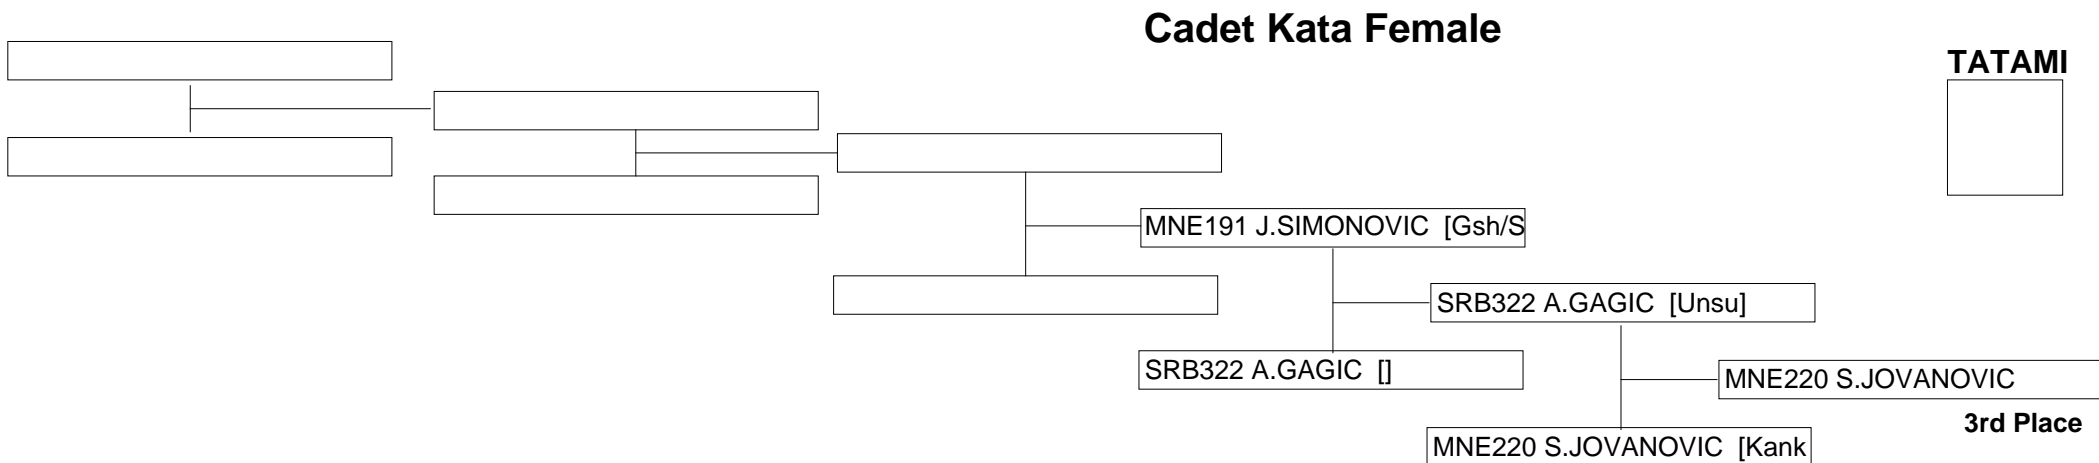 Cadet Kata Female
TATAMI
MNE191 J.SIMONOVIC [Gsh/S
SRB322 A.GAGIC [Unsu]
SRB322 A.GAGIC []
MNE220 S.JOVANOVIC
3rd Place
MNE220 S.JOVANOVIC [Kank